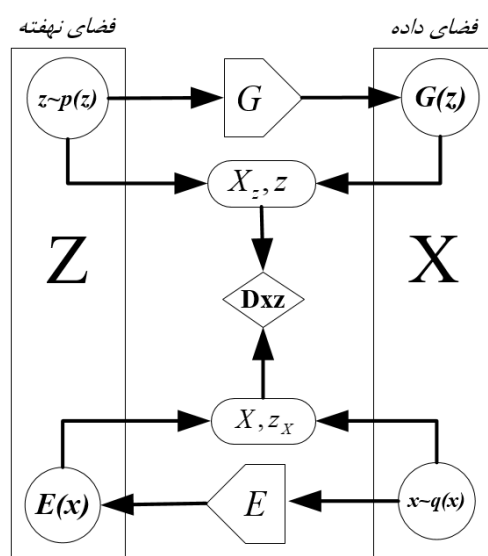 فضای نهفته
فضای داده
z~p(z)
G
G(z)
X_z, z
Z
X
Dxz
X, z_X
E(x)
E
x~q(x)